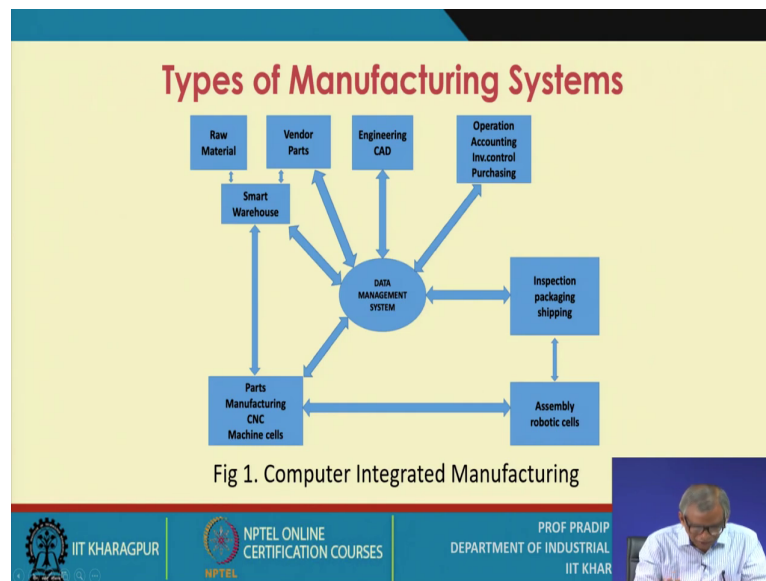 Types of Manufacturing Systems
Raw
Material
Vendor
Parts
Engineering
CAD
Operation
Accounting
Inv.control
Purchasing
Smart
Warehouse
DATA
MANAGEMENT
SYSTEM
Inspection
packaging
shipping
Parts
Manufacturing
CNC
Machine cells
Assembly
robotic cells
Fig 1. Computer Integrated Manufacturing
IIT KHARAGPUR
NPTEL
NPTEL ONLINE
CERTIFICATION COURSES
PROF PRADIP
DEPARTMENT OF INDUSTRIAL
IIT KHAR